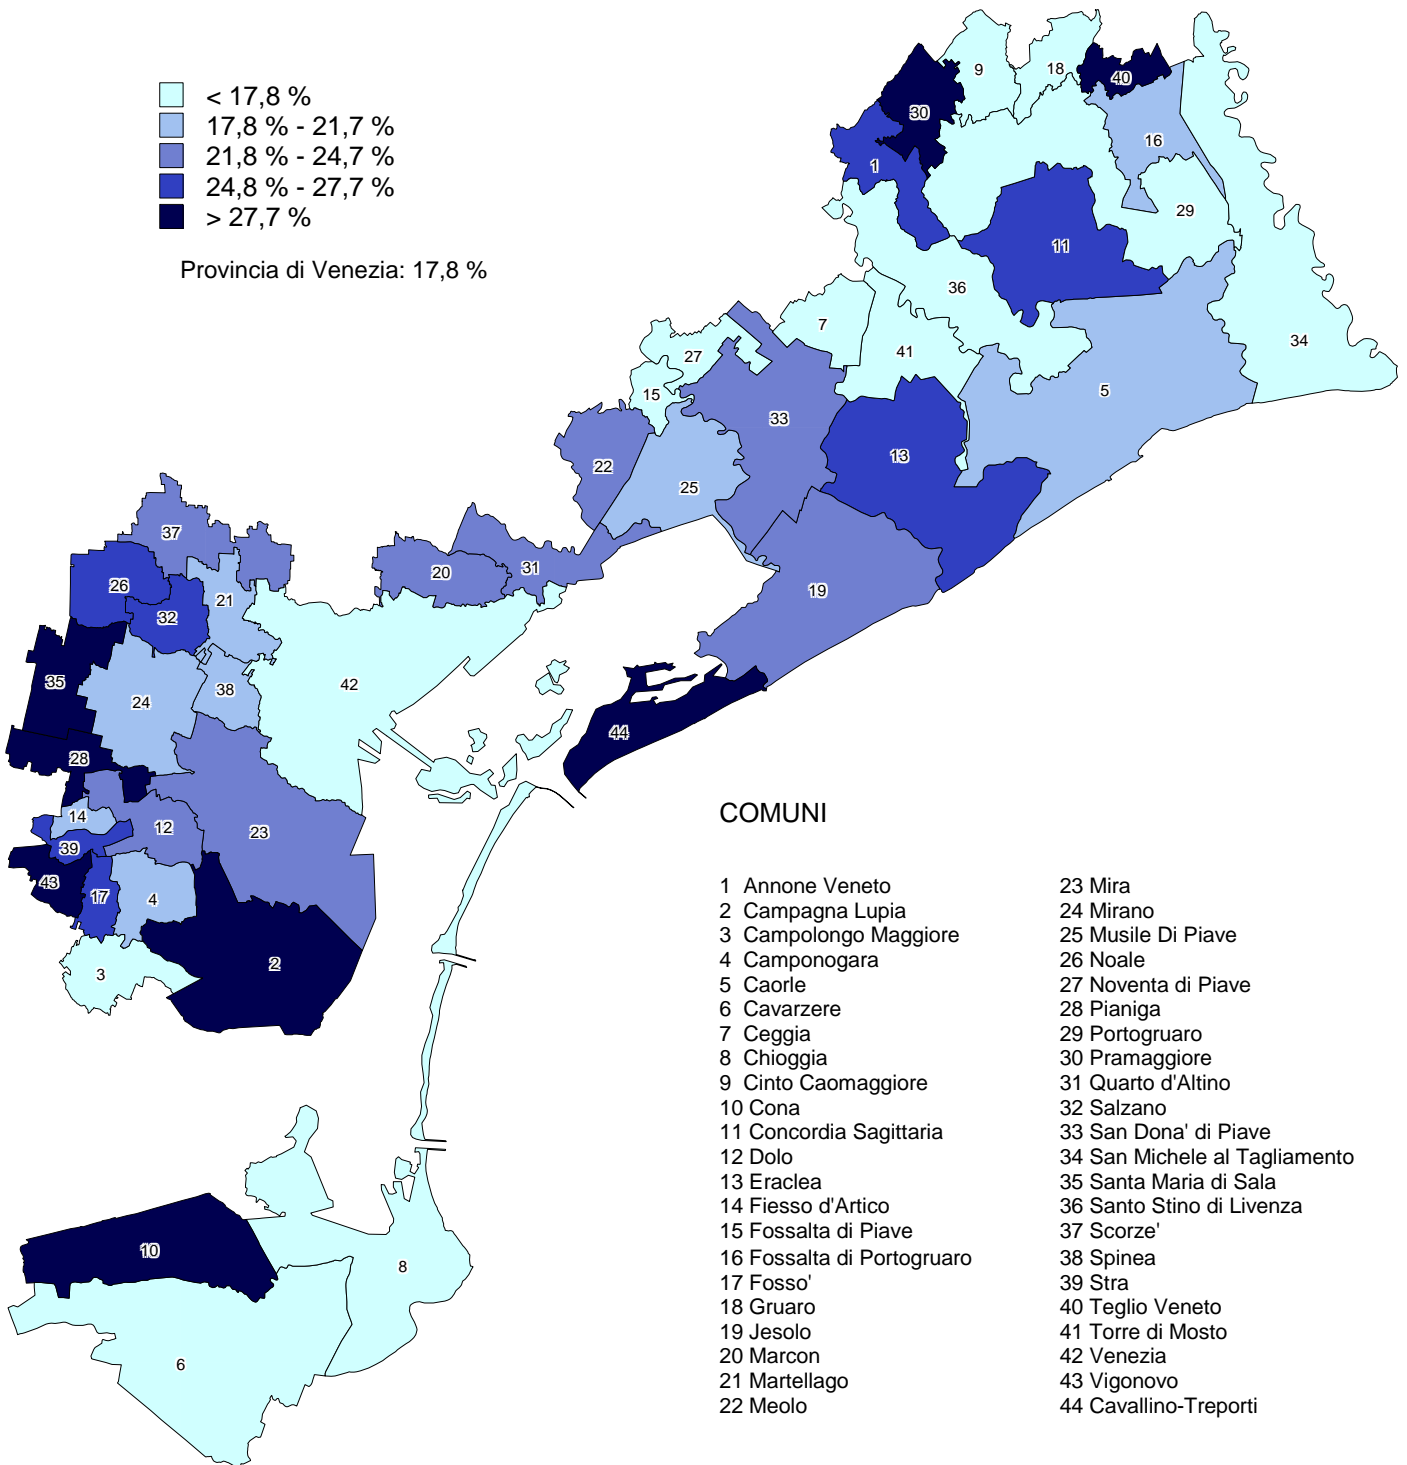 < 17,8 %
17,8 % - 21,7 %
21,8 % - 24,7 %
24,8 % - 27,7 %
> 27,7 %
Provincia di Venezia: 17,8 %
9
18
40
30
16
1
29
11
36
34
7
41
27
5
15
33
13
22
25
37
20
31
26
21
19
32
35
38
42
24
44
28
14
12
23
39
43
17
4
3
2
10
8
6
COMUNI
1 Annone Veneto
2 Campagna Lupia
3 Campolongo Maggiore
4 Camponogara
5 Caorle
6 Cavarzere
7 Ceggia
8 Chioggia
9 Cinto Caomaggiore
10 Cona
11 Concordia Sagittaria
12 Dolo
13 Eraclea
14 Fiesso d'Artico
15 Fossalta di Piave
16 Fossalta di Portogruaro
17 Fosso'
18 Gruaro
19 Jesolo
20 Marcon
21 Martellago
22 Meolo
23 Mira
24 Mirano
25 Musile Di Piave
26 Noale
27 Noventa di Piave
28 Pianiga
29 Portogruaro
30 Pramaggiore
31 Quarto d'Altino
32 Salzano
33 San Dona' di Piave
34 San Michele al Tagliamento
35 Santa Maria di Sala
36 Santo Stino di Livenza
37 Scorze'
38 Spinea
39 Stra
40 Teglio Veneto
41 Torre di Mosto
42 Venezia
43 Vigonovo
44 Cavallino-Treporti